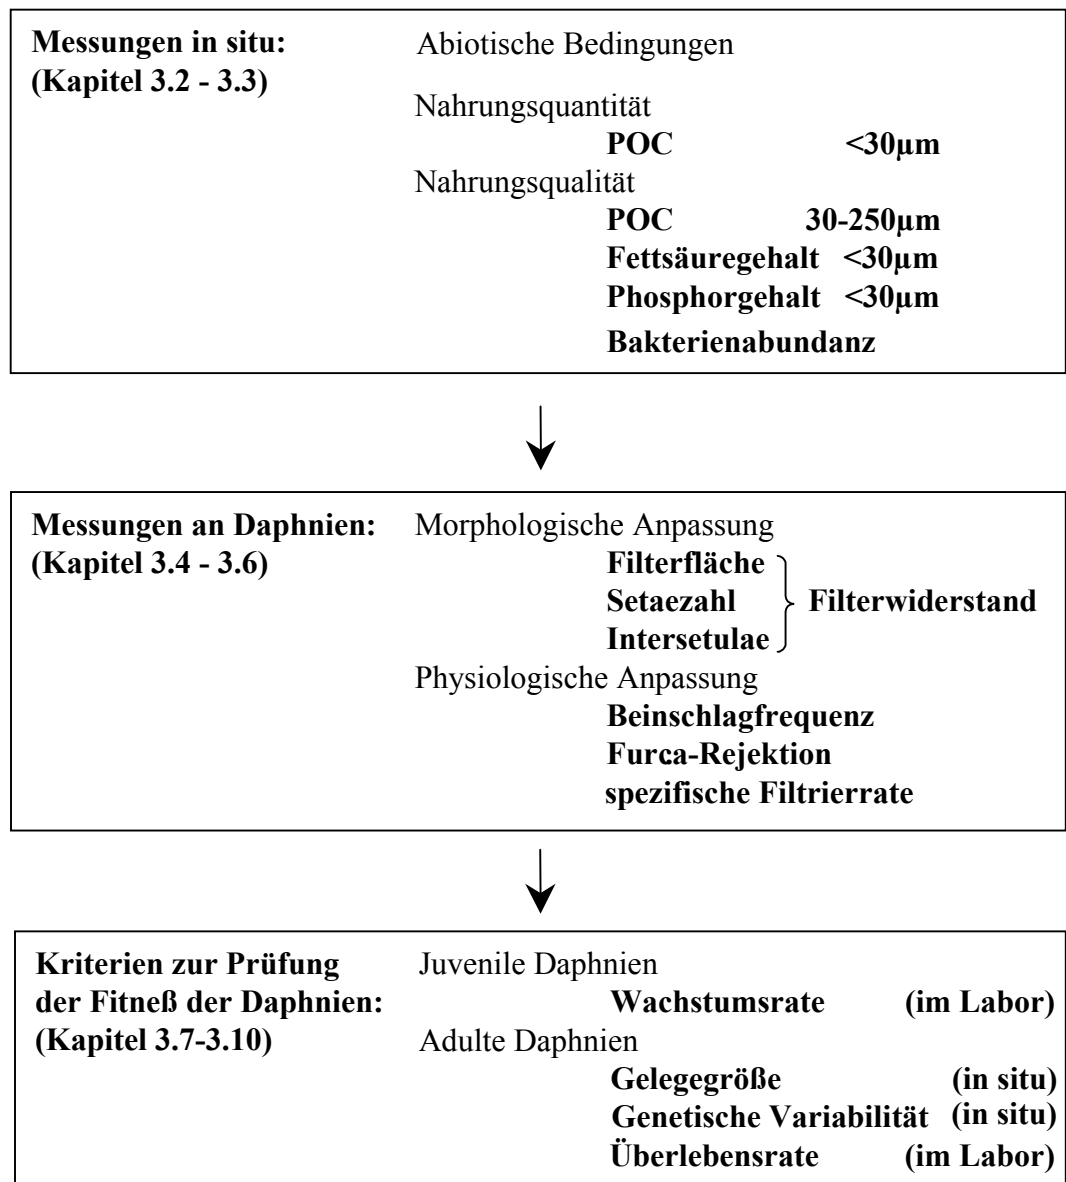 Messungen in situ: Abiotische Bedingungen
(Kapitel 3.2 - 3.3)
Nahrungsquantität
POC <30µm
Nahrungsqualität
POC 30-250µm
Fettsäuregehalt <30µm
Phosphorgehalt <30µm
Bakterienabundanz
Messungen an Daphnien: Morphologische Anpassung
(Kapitel 3.4 - 3.6) Filterfläche
Setaezahl Filterwiderstand
Intersetulae
Physiologische Anpassung
Beinschlagfrequenz
Furca-Rejektion
spezifische Filtrierrate
Kriterien zur Prüfung Juvenile Daphnien
der Fitneß der Daphnien: Wachstumsrate (im Labor)
(Kapitel 3.7-3.10) Adulte Daphnien
Gelegegröße (in situ)
Genetische Variabilität (in situ)
Überlebensrate (im Labor)